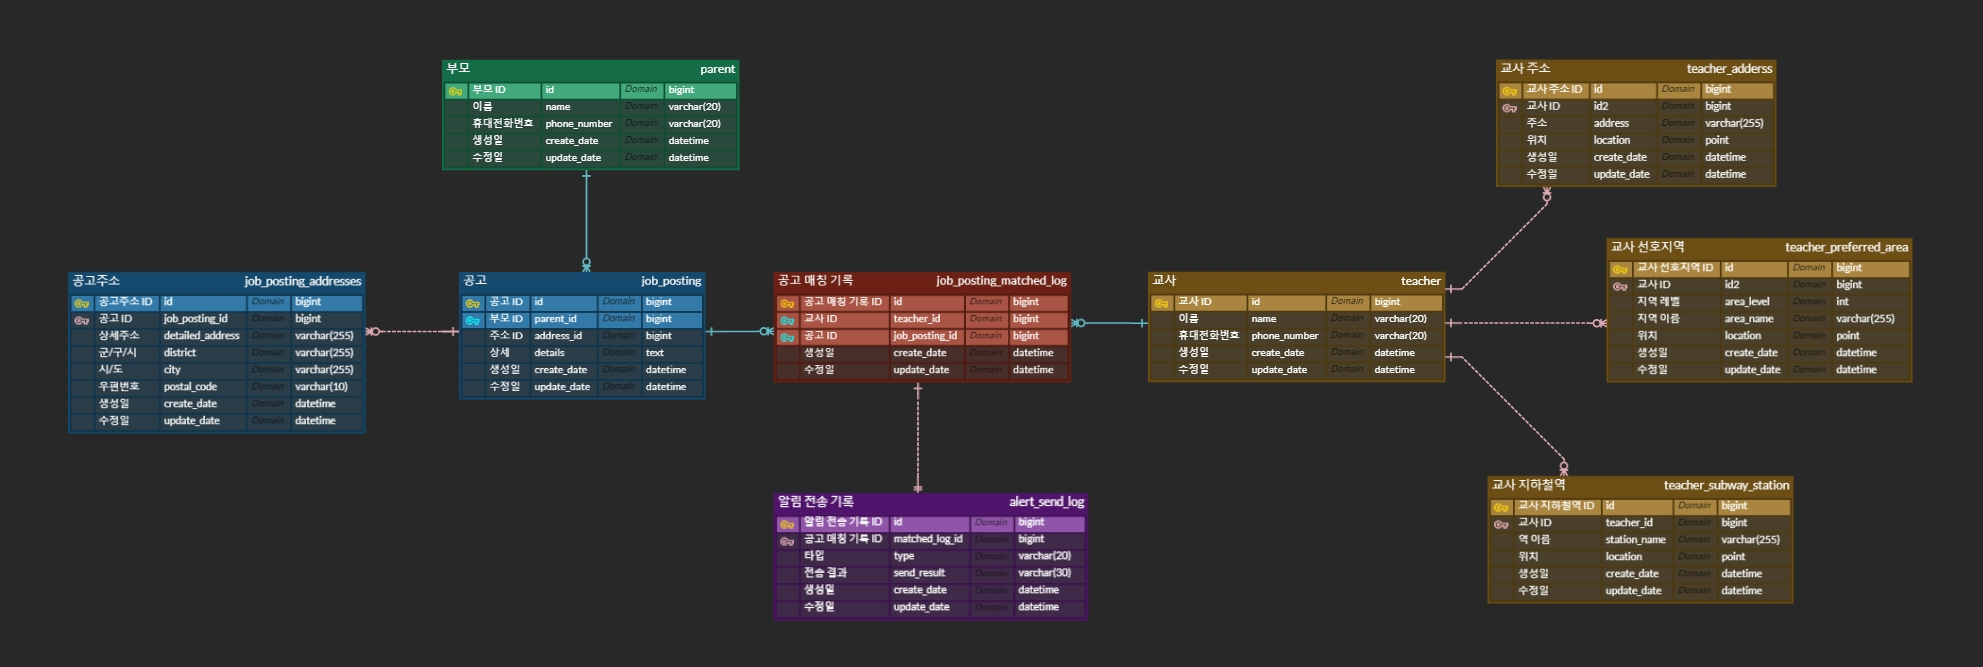 부모 parent
부모 ID id Domain bigint
이름 name Domain varchar(20)
휴대전화번호 phone_number Domain varchar(20)
생성일 create_date Domain datetime
수정일 update_date Domain datetime
교사 주소 teacher_adderss
교사 주소 ID id Domain bigint
교사 ID id2 Domain bigint
주소 address Domain varchar(255)
위치 location Domain point
생성일 create_date Domain datetime
수정일 update_date Domain datetime
공고주소 job_posting_addresses
공고주소 ID id Domain bigint
공고 ID job_posting_id Domain bigint
상세주소 detailed_address Domain varchar(255)
군/구/시 district Domain varchar(255)
시/도 city Domain varchar(255)
우편번호 postal_code Domain varchar(10)
생성일 create_date Domain datetime
수정일 update_date Domain datetime
공고 job_posting
공고 ID id Domain bigint
부모 ID parent_id Domain bigint
주소 ID address_id Domain bigint
상세 details Domain text
생성일 create_date Domain datetime
수정일 update_date Domain datetime
공고 매칭 기록 job_posting_matched_log
공고 매칭 기록 ID id Domain bigint
교사 ID teacher_id Domain bigint
공고 ID job_posting_id Domain bigint
생성일 create_date Domain datetime
수정일 update_date Domain datetime
교사 teacher
교사 ID id Domain bigint
이름 name Domain varchar(20)
휴대전화번호 phone_number Domain varchar(20)
생성일 create_date Domain datetime
수정일 update_date Domain datetime
교사 선호지역 teacher_preferred_area
교사 선호지역 ID id Domain bigint
교사 ID id2 Domain bigint
지역 레벨 area_level Domain int
지역 이름 area_name Domain varchar(255)
위치 location Domain point
생성일 create_date Domain datetime
수정일 update_date Domain datetime
알림 전송 기록 alert_send_log
알림 전송 기록 ID id Domain bigint
공고 매칭 기록 ID matched_log_id Domain bigint
타입 type Domain varchar(20)
전송 결과 send_result Domain varchar(30)
생성일 create_date Domain datetime
수정일 update_date Domain datetime
교사 지하철역 teacher_subway_station
교사 지하철역 ID id Domain bigint
교사 ID teacher_id Domain bigint
역 이름 station_name Domain varchar(255)
위치 location Domain point
생성일 create_date Domain datetime
수정일 update_date Domain datetime